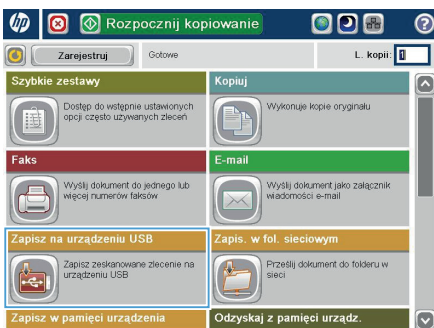 hp
Rozpocznij kopiowanie
?
Zarejestruj
Gotowe
L. kopii: 1
Szybkie zestawy
Dostęp do wstępnie ustawionych
opcji często używanych zleceń
Kopiuj
Wykonuje kopie oryginału
Faks
Wyślij dokument do jednego lub
więcej numerów faksów
E-mail
Wyślij dokument jako załącznik
wiadomości e-mail
Zapisz na urządzeniu USB
Zapisz zeskanowane zlecenie na
urządzeniu USB
Zapis. w fol. sieciowym
Prześlij dokument do folderu w
sieci
Zapisz w pamięci urządzenia
Odzyskaj z pamięci urządz.